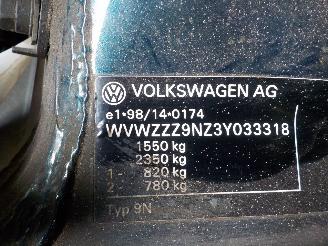 VOLKSWAGEN AG
e1*98/14*0174
WVWZZZ9NZ3Y033318
1550 kg
2350 kg
1 - 820 kg
2 - 780 kg
Typ 9N